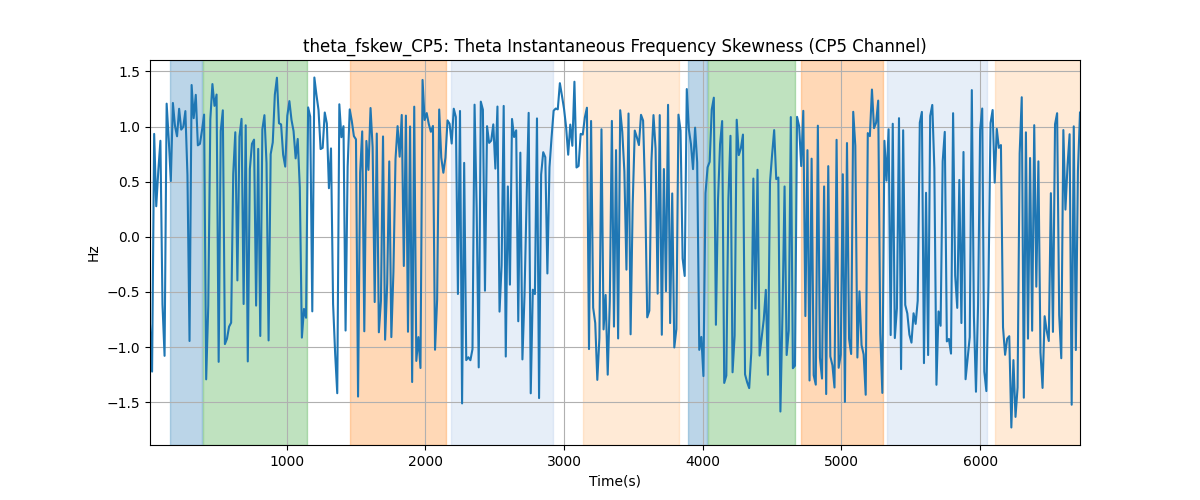 theta_fskew_CP5: Theta Instantaneous Frequency Skewness (CP5 Channel)
1.5
1.0
0.5
0.0
−0.5
−1.0
−1.5
Hz
1000 2000 3000 4000 5000 6000
Time(s)